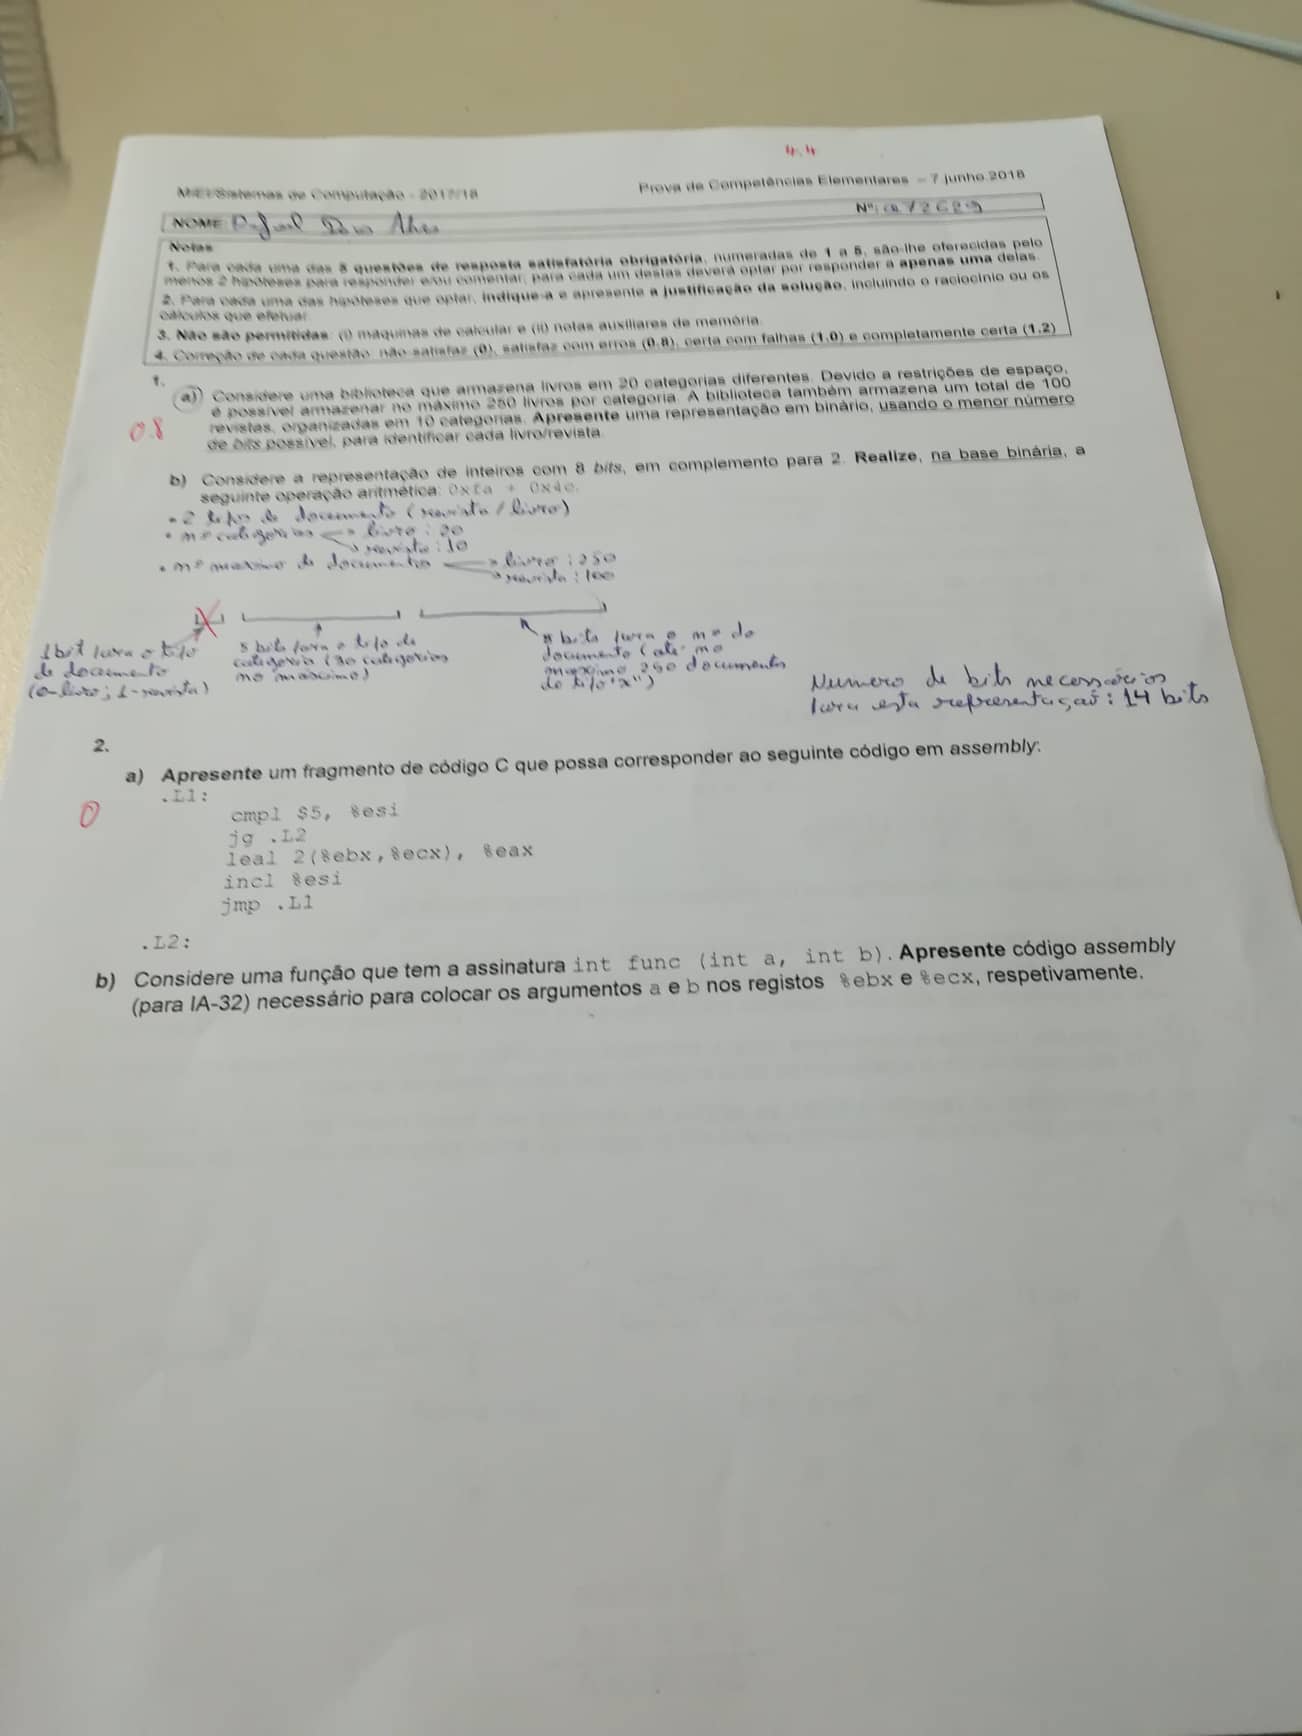 4.4
MiEI/Sistemas de Computação - 2017/18 Prova de Competências Elementares – 7 junho.2018
NOME: Alves Nº: a72629
Notas
1. Para cada uma das 5 questões de resposta satisfatória obrigatória, numeradas de 1 a 5, são-lhe oferecidas pelo
menos 2 hipóteses para responder e/ou comentar; para cada um destas deverá optar por responder a apenas uma delas.
2. Para cada uma das hipóteses que optar, indique-a e apresente a justificação da solução, incluindo o raciocínio ou os
cálculos que efetuar.
3. Não são permitidas: (i) máquinas de calcular e (ii) notas auxiliares de memória.
4. Correção de cada questão: não satisfaz (0), satisfaz com erros (0.8), certa com falhas (1.0) e completamente certa (1.2)
1.
a) Considere uma biblioteca que armazena livros em 20 categorias diferentes. Devido a restrições de espaço,
é possível armazenar no máximo 250 livros por categoria. A biblioteca também armazena um total de 100
0.8 revistas, organizadas em 10 categorias. Apresente uma representação em binário, usando o menor número
de bits possível, para identificar cada livro/revista.
b) Considere a representação de inteiros com 8 bits, em complemento para 2. Realize, na base binária, a
seguinte operação aritmética: + 
• 2 tipos de documento (revista / livro)
• nº categorias → livro : 20
→ revista : 10
• nº maximo de documentos → livros : 250
→ revista : 100
1 bit para o tipo
de documento
(0-livro; 1-revista)
5 bits para o tipo de
categoria (30 categorias
no maximo)
8 bits para o nº do
documento (até no
maximo 250 documentos
do tipo "x")
Numero de bits necessários
para esta representação: 14 bits
2.
a) Apresente um fragmento de código C que possa corresponder ao seguinte código em assembly:
.L1:
0 cmpl $5, %esi
jg .L2
leal 2(%ebx,%ecx), %eax
incl %esi
jmp .L1
.L2:
b) Considere uma função que tem a assinatura int func (int a, int b). Apresente código assembly
(para IA-32) necessário para colocar os argumentos a e b nos registos %ebx e %ecx, respetivamente.